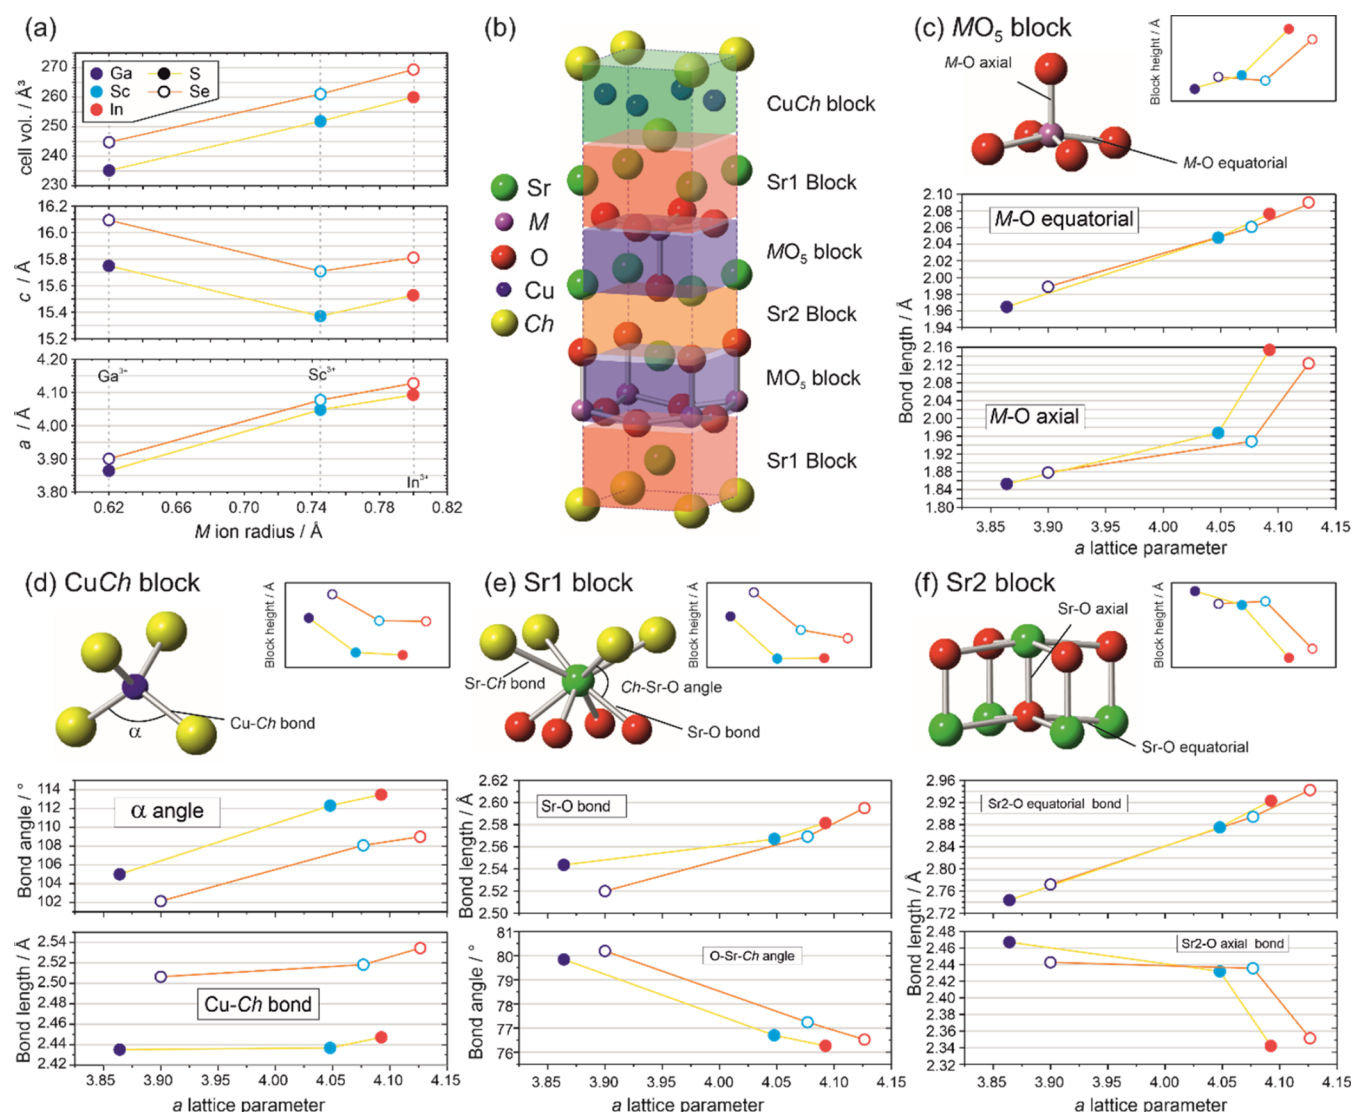 (a)
Ga S
Sc Se
In
cell vol. / Å³
270
260
250
240
230
c / Å
16.2
16.0
15.8
15.6
15.4
15.2
a / Å
4.20
4.10
4.00
3.90
3.80
Ga³⁺
Sc³⁺
In³⁺
0.62 0.66 0.70 0.74 0.78 0.82
M ion radius / Å
(b)
CuCh block
Sr1 Block
MO₅ block
Sr2 Block
MO₅ block
Sr1 Block
Sr
M
O
Cu
Ch
(c) MO₅ block
M-O axial
M-O equatorial
Block height / Å
Bond length / Å
M-O equatorial
2.10
2.08
2.06
2.04
2.02
2.00
1.98
1.96
1.94
M-O axial
2.16
2.12
2.08
2.04
2.00
1.96
1.92
1.88
1.84
1.80
3.85 3.90 3.95 4.00 4.05 4.10 4.15
a lattice parameter
(d) CuCh block
Block height / Å
Cu-Ch bond
α
Bond angle / °
α angle
114
112
110
108
106
104
102
Bond length / Å
Cu-Ch bond
2.54
2.52
2.50
2.48
2.46
2.44
2.42
3.85 3.90 3.95 4.00 4.05 4.10 4.15
a lattice parameter
(e) Sr1 block
Block height / Å
Sr-Ch bond
Ch-Sr-O angle
Sr-O bond
Bond length / Å
Sr-O bond
2.62
2.60
2.58
2.56
2.54
2.52
2.50
Bond angle / °
O-Sr-Ch angle
81
80
79
78
77
76
3.85 3.90 3.95 4.00 4.05 4.10 4.15
a lattice parameter
(f) Sr2 block
Block height / Å
Sr-O axial
Sr-O equatorial
Bond length / Å
Sr2-O equatorial bond
2.96
2.92
2.88
2.84
2.80
2.76
2.72
Sr2-O axial bond
2.48
2.44
2.40
2.36
2.34
2.32
3.85 3.90 3.95 4.00 4.05 4.10 4.15
a lattice parameter